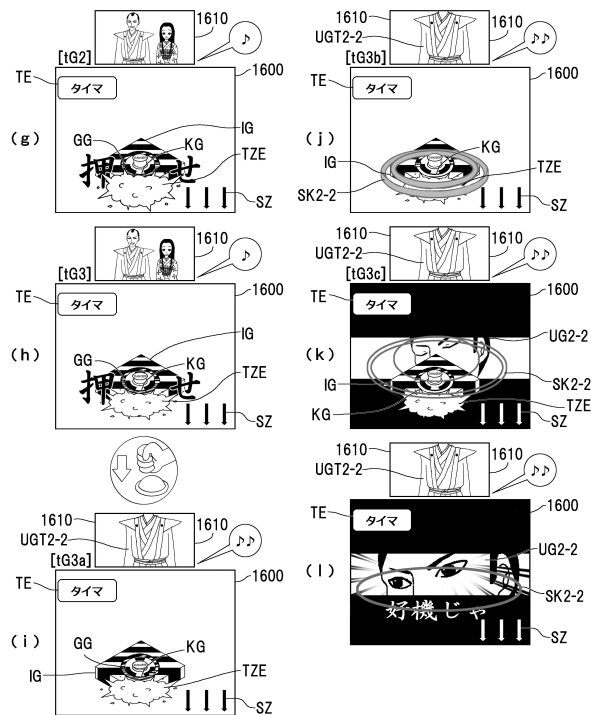 1610
♪
[tG2]
TE
1600
タイマ
(g)
IG
GG
KG
TZE
押せ
SZ
1610
♪
[tG3]
TE
1600
タイマ
(h)
IG
GG
KG
TZE
押せ
SZ
1610
1610
UGT2-2
♪♪
[tG3a]
TE
1600
タイマ
(i)
GG
KG
IG
TZE
SZ
1610
1610
UGT2-2
♪♪
[tG3b]
TE
1600
タイマ
(j)
KG
IG
TZE
SK2-2
SZ
1610
1610
UGT2-2
♪♪
[tG3c]
TE
1600
タイマ
(k)
UG2-2
IG
SK2-2
KG
TZE
SZ
1610
1610
UGT2-2
♪♪
TE
1600
タイマ
(l)
UG2-2
SK2-2
好機じゃ
SZ